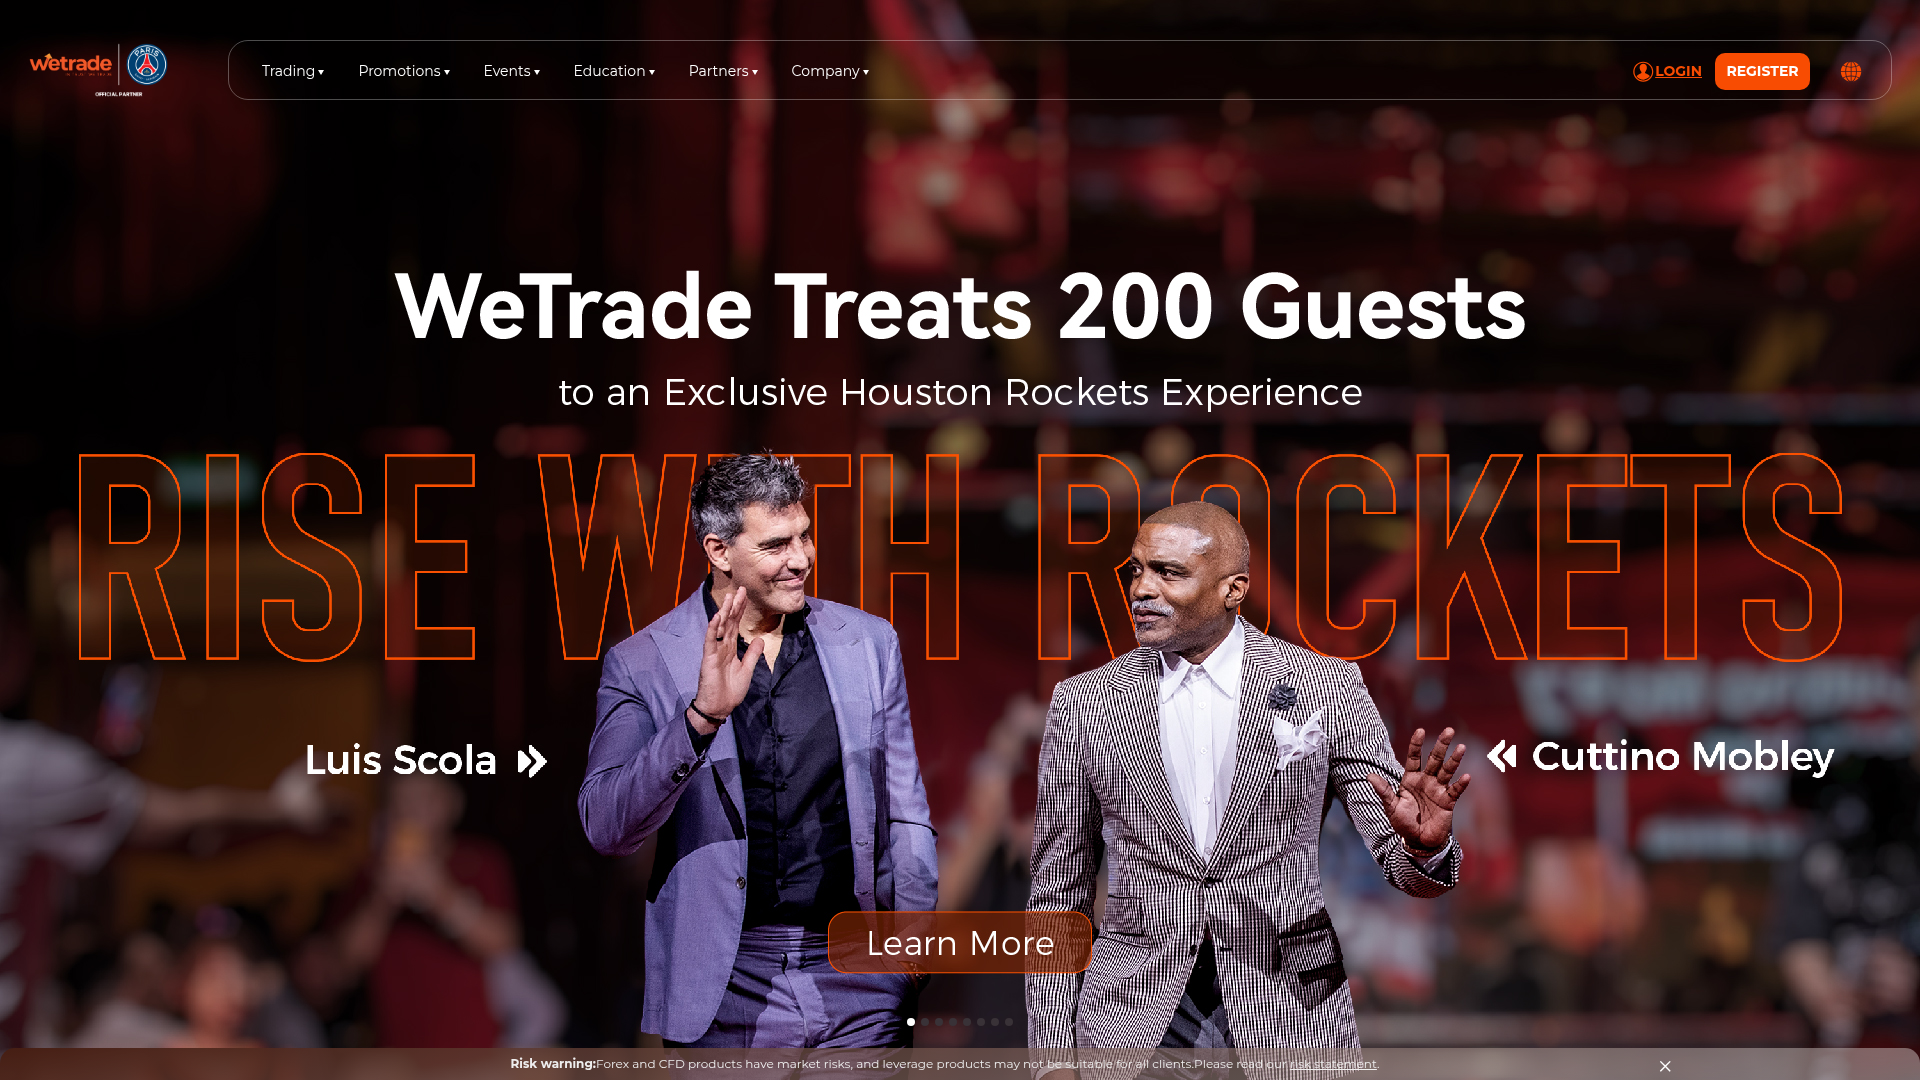 wetrade
PARIS
OFFICIAL PARTNER
Trading
Promotions
Events
Education
Partners
Company
LOGIN
REGISTER
WeTrade Treats 200 Guests
to an Exclusive Houston Rockets Experience
RISE WITH ROCKETS
Luis Scola
Cuttino Mobley
Learn More
Risk warning:Forex and CFD products have market risks, and leverage products may not be suitable for all clients.Please read our risk statement.